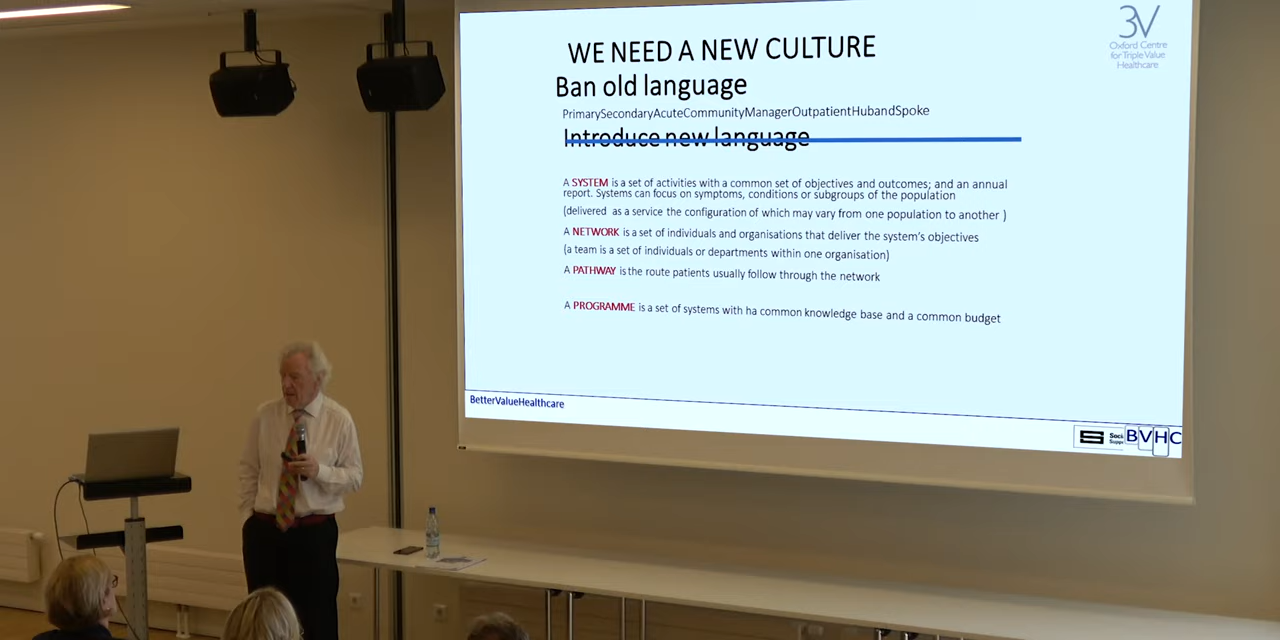 3V
Oxford Centre
for Triple Value
Healthcare
WE NEED A NEW CULTURE
Ban old language
PrimarySecondaryAcuteCommunityManagerOutpatientHubandSpoke
Introduce new language
A SYSTEM is a set of activities with a common set of objectives and outcomes; and an annual
report. Systems can focus on symptoms, conditions or subgroups of the population
(delivered as a service the configuration of which may vary from one population to another )
A NETWORK is a set of individuals and organisations that deliver the system's objectives
(a team is a set of individuals or departments within one organisation)
A PATHWAY is the route patients usually follow through the network
A PROGRAMME is a set of systems with ha common knowledge base and a common budget
BetterValueHealthcare
BVHC